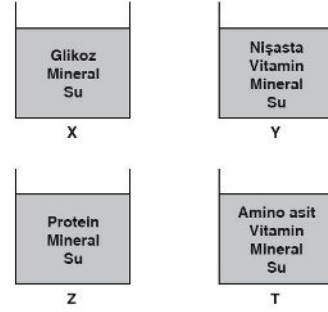 Glikoz
Mineral
Su
X
Nişasta
Vitamin
Mineral
Su
Y
Protein
Mineral
Su
Z
Amino asit
Vitamin
Mineral
Su
T